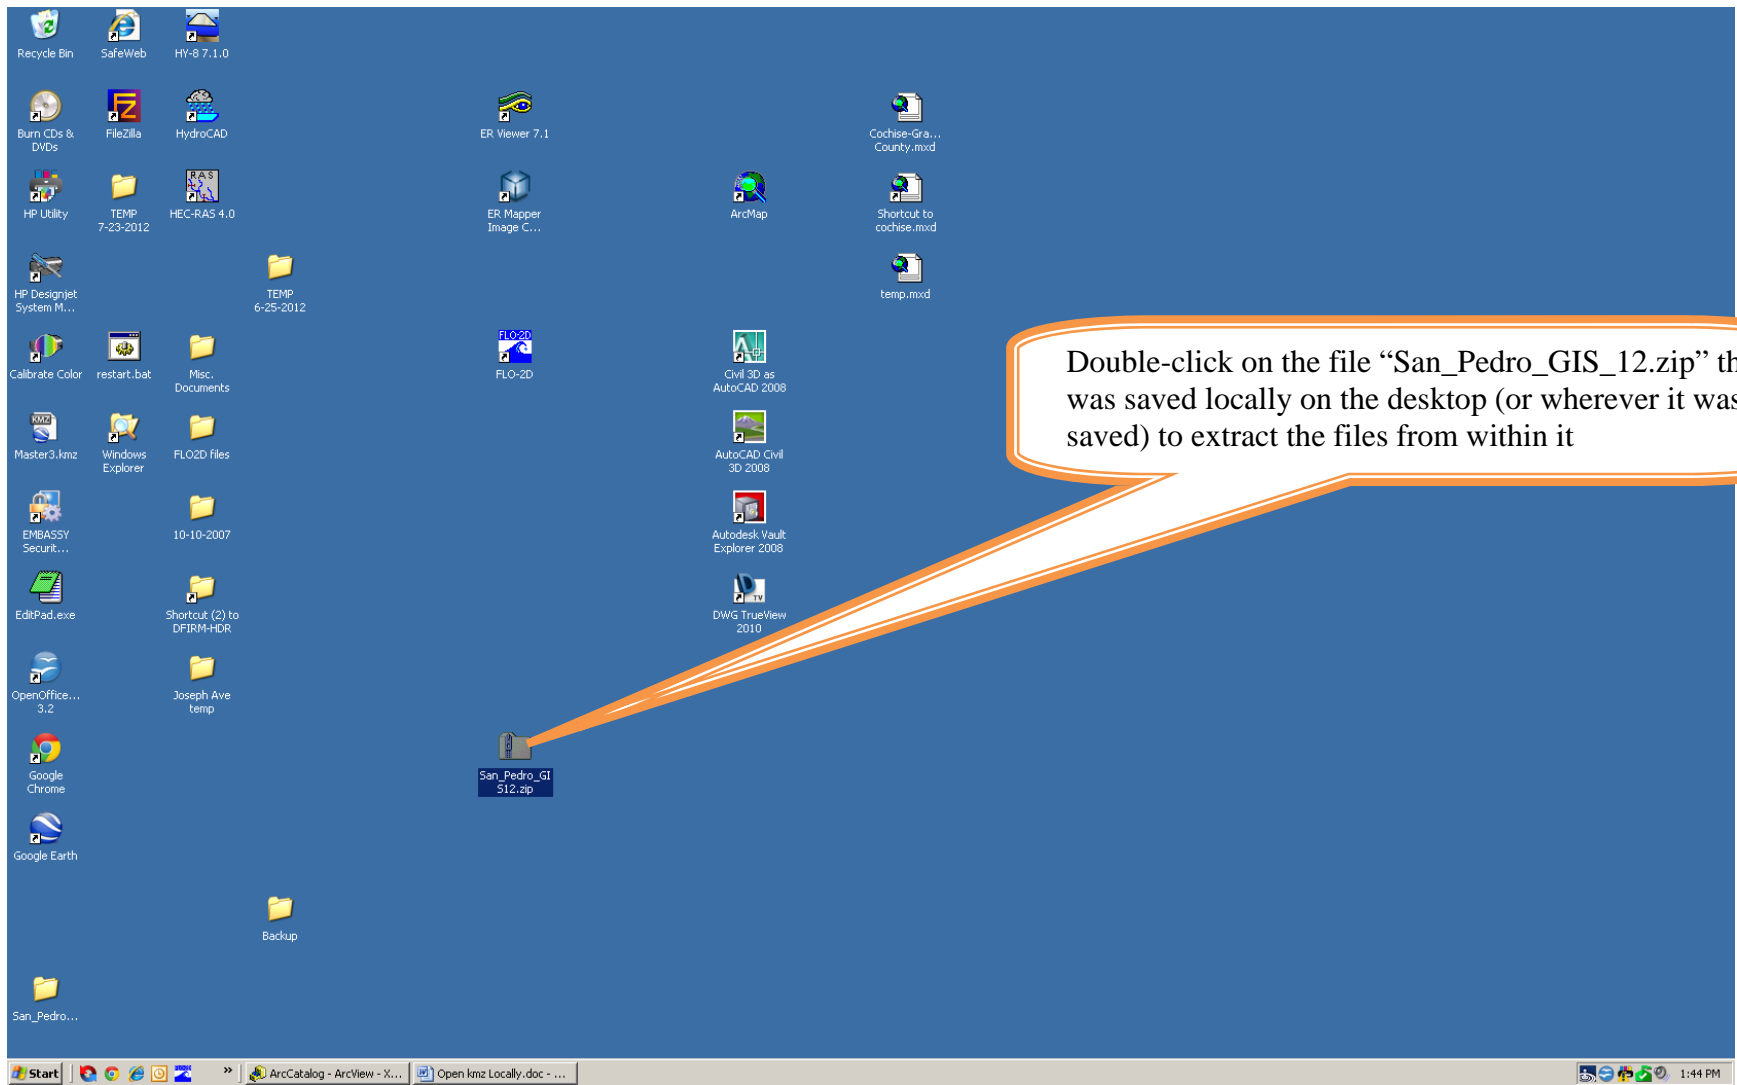 Recycle Bin
SafeWeb
HY-8 7.1.0
Burn CDs &
DVDs
FileZilla
HydroCAD
ER Viewer 7.1
Cochise-Gra...
County.mxd
HP Utility
TEMP
7-23-2012
RAS
HEC-RAS 4.0
ER Mapper
Image C...
ArcMap
Shortcut to
cochise.mxd
HP Designjet
System M...
TEMP
6-25-2012
temp.mxd
Calibrate Color
restart.bat
Misc.
Documents
FLO-2D
FLO-2D
Civil 3D as
AutoCAD 2008
Double-click on the file “San_Pedro_GIS_12.zip” th
was saved locally on the desktop (or wherever it was
saved) to extract the files from within it
KMZ
Master3.kmz
Windows
Explorer
FLO2D files
AutoCAD Civil
3D 2008
EMBASSY
Securit...
10-10-2007
Autodesk Vault
Explorer 2008
EditPad.exe
Shortcut (2) to
DFIRM-HDR
TV
DWG TrueView
2010
OpenOffice...
3.2
Joseph Ave
temp
Google
Chrome
San_Pedro_GI
S12.zip
Google Earth
Backup
San_Pedro...
Start
»
ArcCatalog - ArcView - X...
Open kmz Locally.doc - ...
1:44 PM